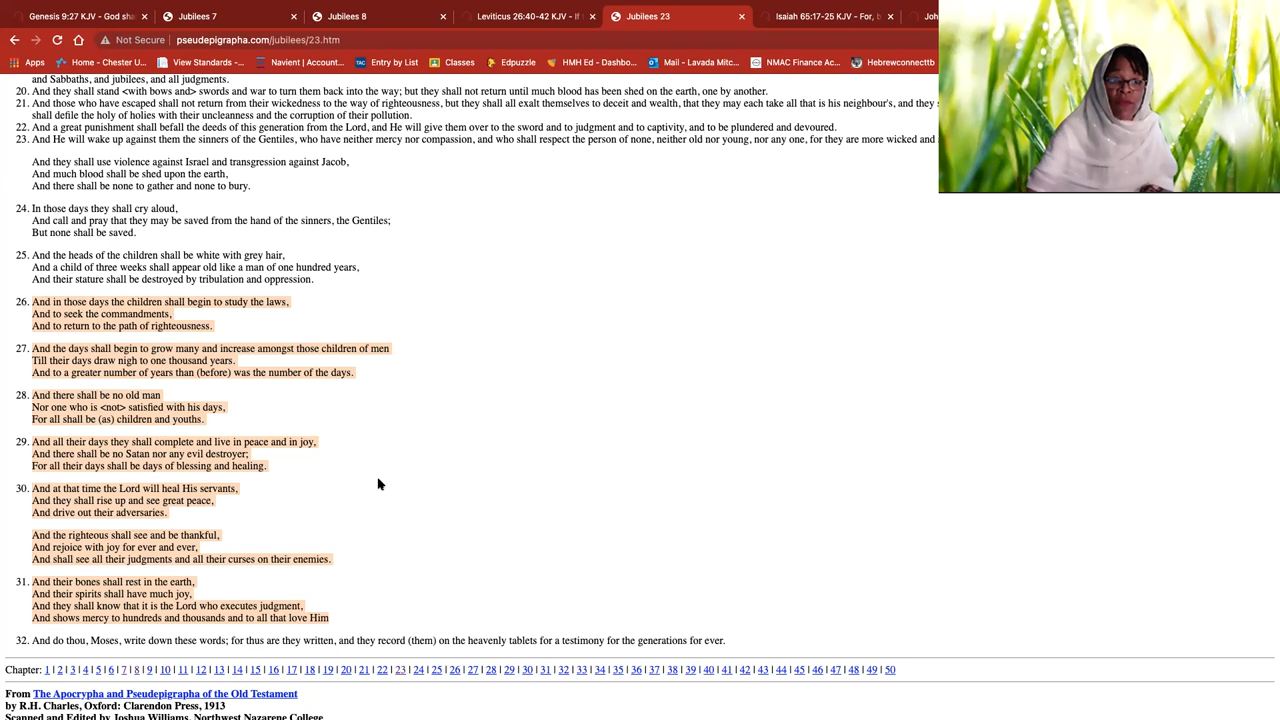 Genesis 9:27 KJV - God sha
Jubilees 7
Jubilees 8
Leviticus 26:40-42 KJV - If
Jubilees 23
Isaiah 65:17-25 KJV - For, b
Joh
Not Secure | pseudepigrapha.com/jubilees/23.htm
Apps Home - Chester U... View Standards -... Navient | Account... Entry by List Classes Edpuzzle HMH Ed - Dashbo... Mail - Lavada Mitc... NMAC Finance Ac... Hebrewconnecttb
and Sabbaths, and jubilees, and all judgments.
20. And they shall stand <with bows and> swords and war to turn them back into the way; but they shall not return until much blood has been shed on the earth, one by another.
21. And those who have escaped shall not return from their wickedness to the way of righteousness, but they shall all exalt themselves to deceit and wealth, that they may each take all that is his neighbour's, and they
shall defile the holy of holies with their uncleanness and the corruption of their pollution.
22. And a great punishment shall befall the deeds of this generation from the Lord, and He will give them over to the sword and to judgment and to captivity, and to be plundered and devoured.
23. And He will wake up against them the sinners of the Gentiles, who have neither mercy nor compassion, and who shall respect the person of none, neither old nor young, nor any one, for they are more wicked and
And they shall use violence against Israel and transgression against Jacob,
And much blood shall be shed upon the earth,
And there shall be none to gather and none to bury.
24. In those days they shall cry aloud,
And call and pray that they may be saved from the hand of the sinners, the Gentiles;
But none shall be saved.
25. And the heads of the children shall be white with grey hair,
And a child of three weeks shall appear old like a man of one hundred years,
And their stature shall be destroyed by tribulation and oppression.
26. And in those days the children shall begin to study the laws,
And to seek the commandments,
And to return to the path of righteousness.
27. And the days shall begin to grow many and increase amongst those children of men
Till their days draw nigh to one thousand years.
And to a greater number of years than (before) was the number of the days.
28. And there shall be no old man
Nor one who is <not> satisfied with his days,
For all shall be (as) children and youths.
29. And all their days they shall complete and live in peace and in joy,
And there shall be no Satan nor any evil destroyer;
For all their days shall be days of blessing and healing.
30. And at that time the Lord will heal His servants,
And they shall rise up and see great peace,
And drive out their adversaries.
And the righteous shall see and be thankful,
And rejoice with joy for ever and ever,
And shall see all their judgments and all their curses on their enemies.
31. And their bones shall rest in the earth,
And their spirits shall have much joy,
And they shall know that it is the Lord who executes judgment,
And shows mercy to hundreds and thousands and to all that love Him
32. And do thou, Moses, write down these words; for thus are they written, and they record (them) on the heavenly tablets for a testimony for the generations for ever.
Chapter: 1 | 2 | 3 | 4 | 5 | 6 | 7 | 8 | 9 | 10 | 11 | 12 | 13 | 14 | 15 | 16 | 17 | 18 | 19 | 20 | 21 | 22 | 23 | 24 | 25 | 26 | 27 | 28 | 29 | 30 | 31 | 32 | 33 | 34 | 35 | 36 | 37 | 38 | 39 | 40 | 41 | 42 | 43 | 44 | 45 | 46 | 47 | 48 | 49 | 50
From The Apocrypha and Pseudepigrapha of the Old Testament
by R.H. Charles, Oxford: Clarendon Press, 1913
Scanned and Edited by Joshua Williams, Northwest Nazarene College